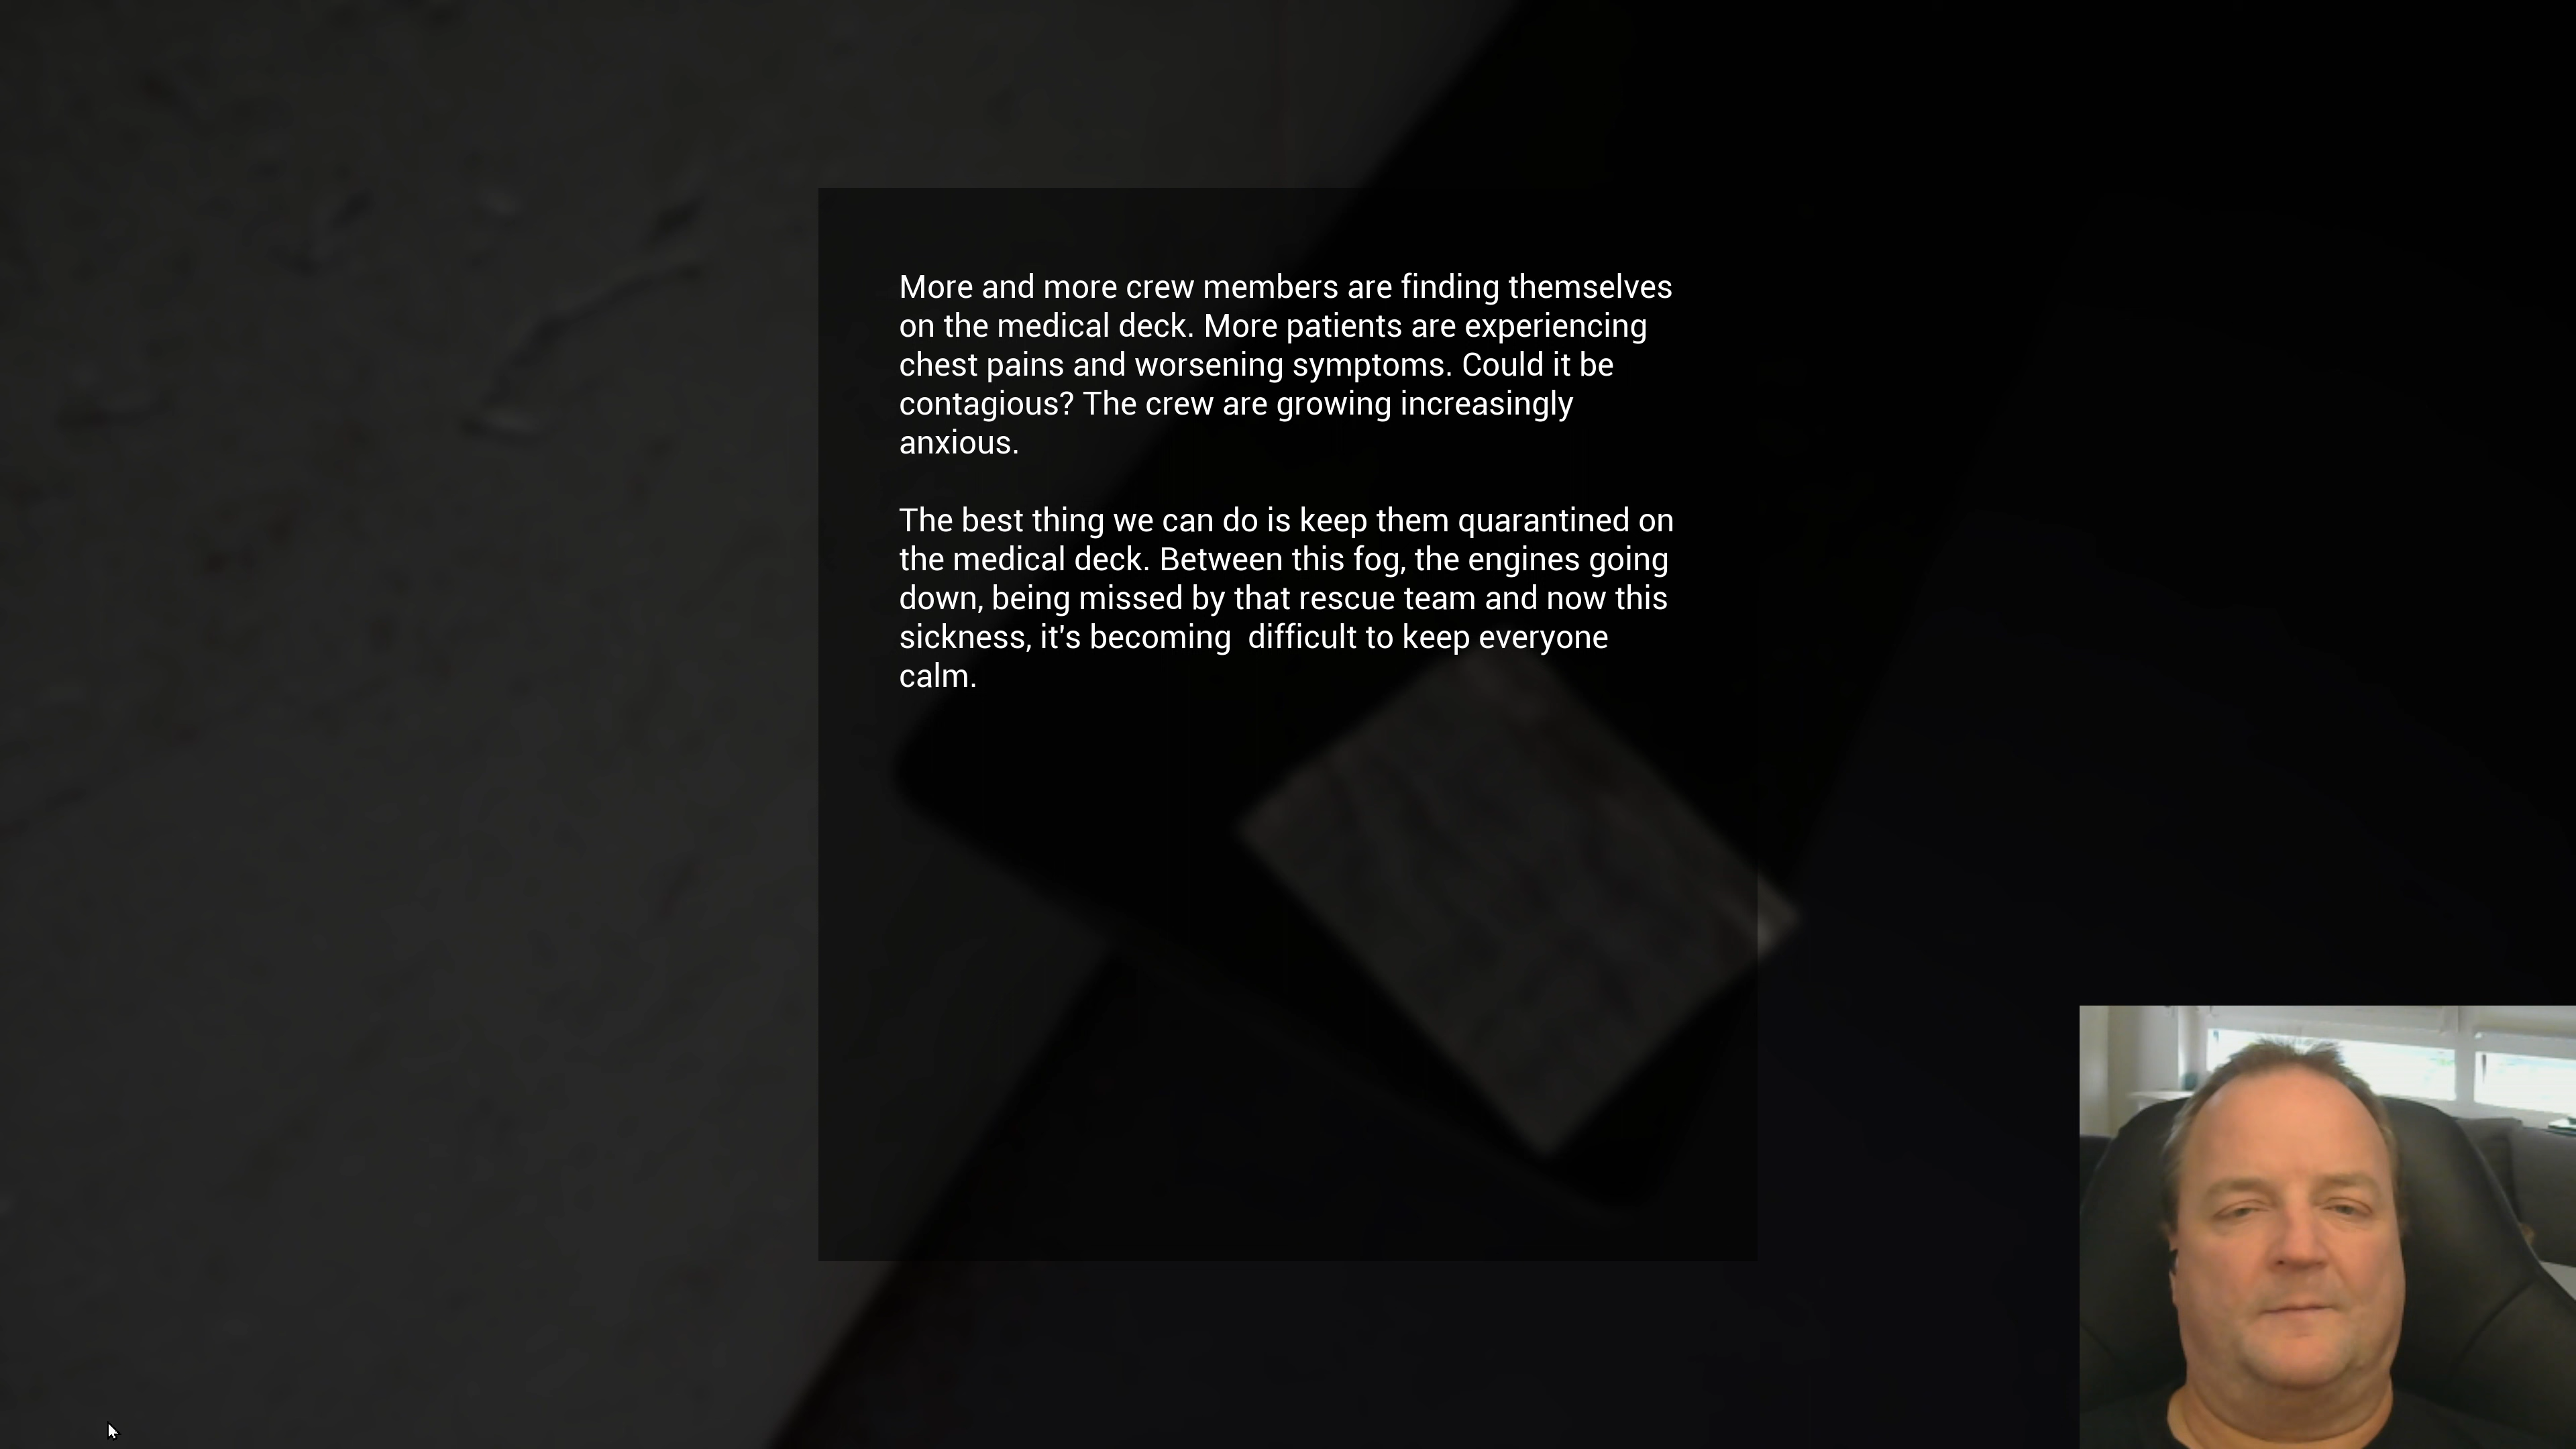 More and more crew members are finding themselves
on the medical deck. More patients are experiencing
chest pains and worsening symptoms. Could it be
contagious? The crew are growing increasingly
anxious.
The best thing we can do is keep them quarantined on
the medical deck. Between this fog, the engines going
down, being missed by that rescue team and now this
sickness, it's becoming  difficult to keep everyone
calm.